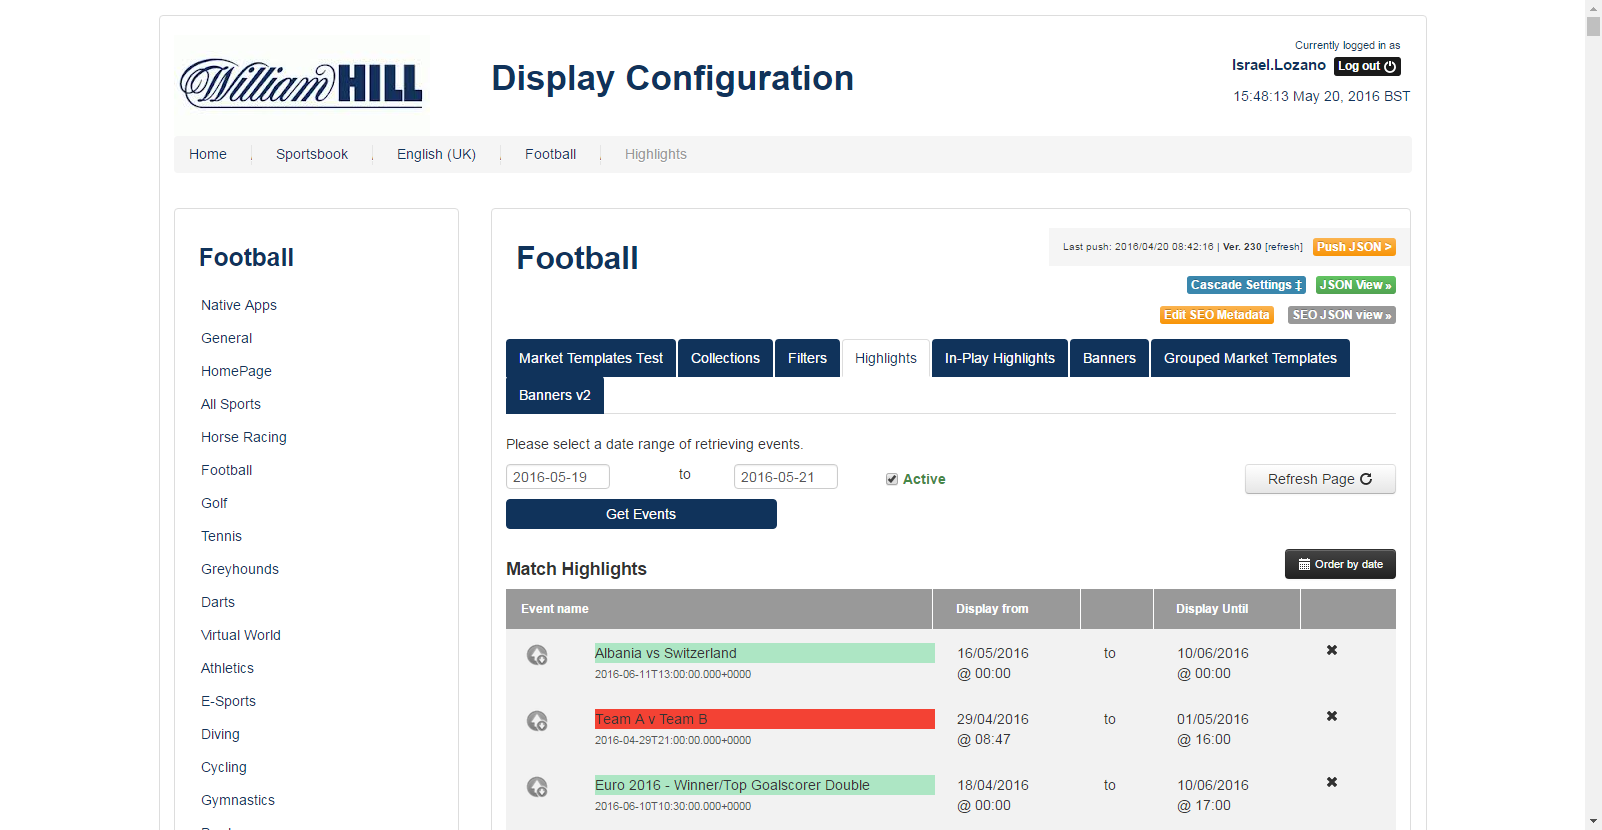 William HILL
Display Configuration
Currently logged in as
Israel.Lozano Log out
15:48:13 May 20, 2016 BST
Home Sportsbook English (UK) Football Highlights
Football
Native Apps
General
HomePage
All Sports
Horse Racing
Football
Golf
Tennis
Greyhounds
Darts
Virtual World
Athletics
E-Sports
Diving
Cycling
Gymnastics
Football
Last push: 2016/04/20 08:42:16 | Ver. 230 [refresh] Push JSON >
Cascade Settings ‡ JSON View »
Edit SEO Metadata SEO JSON view »
Market Templates Test Collections Filters Highlights In-Play Highlights Banners Grouped Market Templates
Banners v2
Please select a date range of retrieving events.
2016-05-19 to 2016-05-21 Active Refresh Page
Get Events
Match Highlights Order by date
Event name Display from Display Until
Albania vs Switzerland 16/05/2016 to 10/06/2016
2016-06-11T13:00:00.000+0000 @ 00:00 @ 00:00
Team A v Team B 29/04/2016 to 01/05/2016
2016-04-29T21:00:00.000+0000 @ 08:47 @ 16:00
Euro 2016 - Winner/Top Goalscorer Double 18/04/2016 to 10/06/2016
2016-06-10T10:30:00.000+0000 @ 00:00 @ 17:00